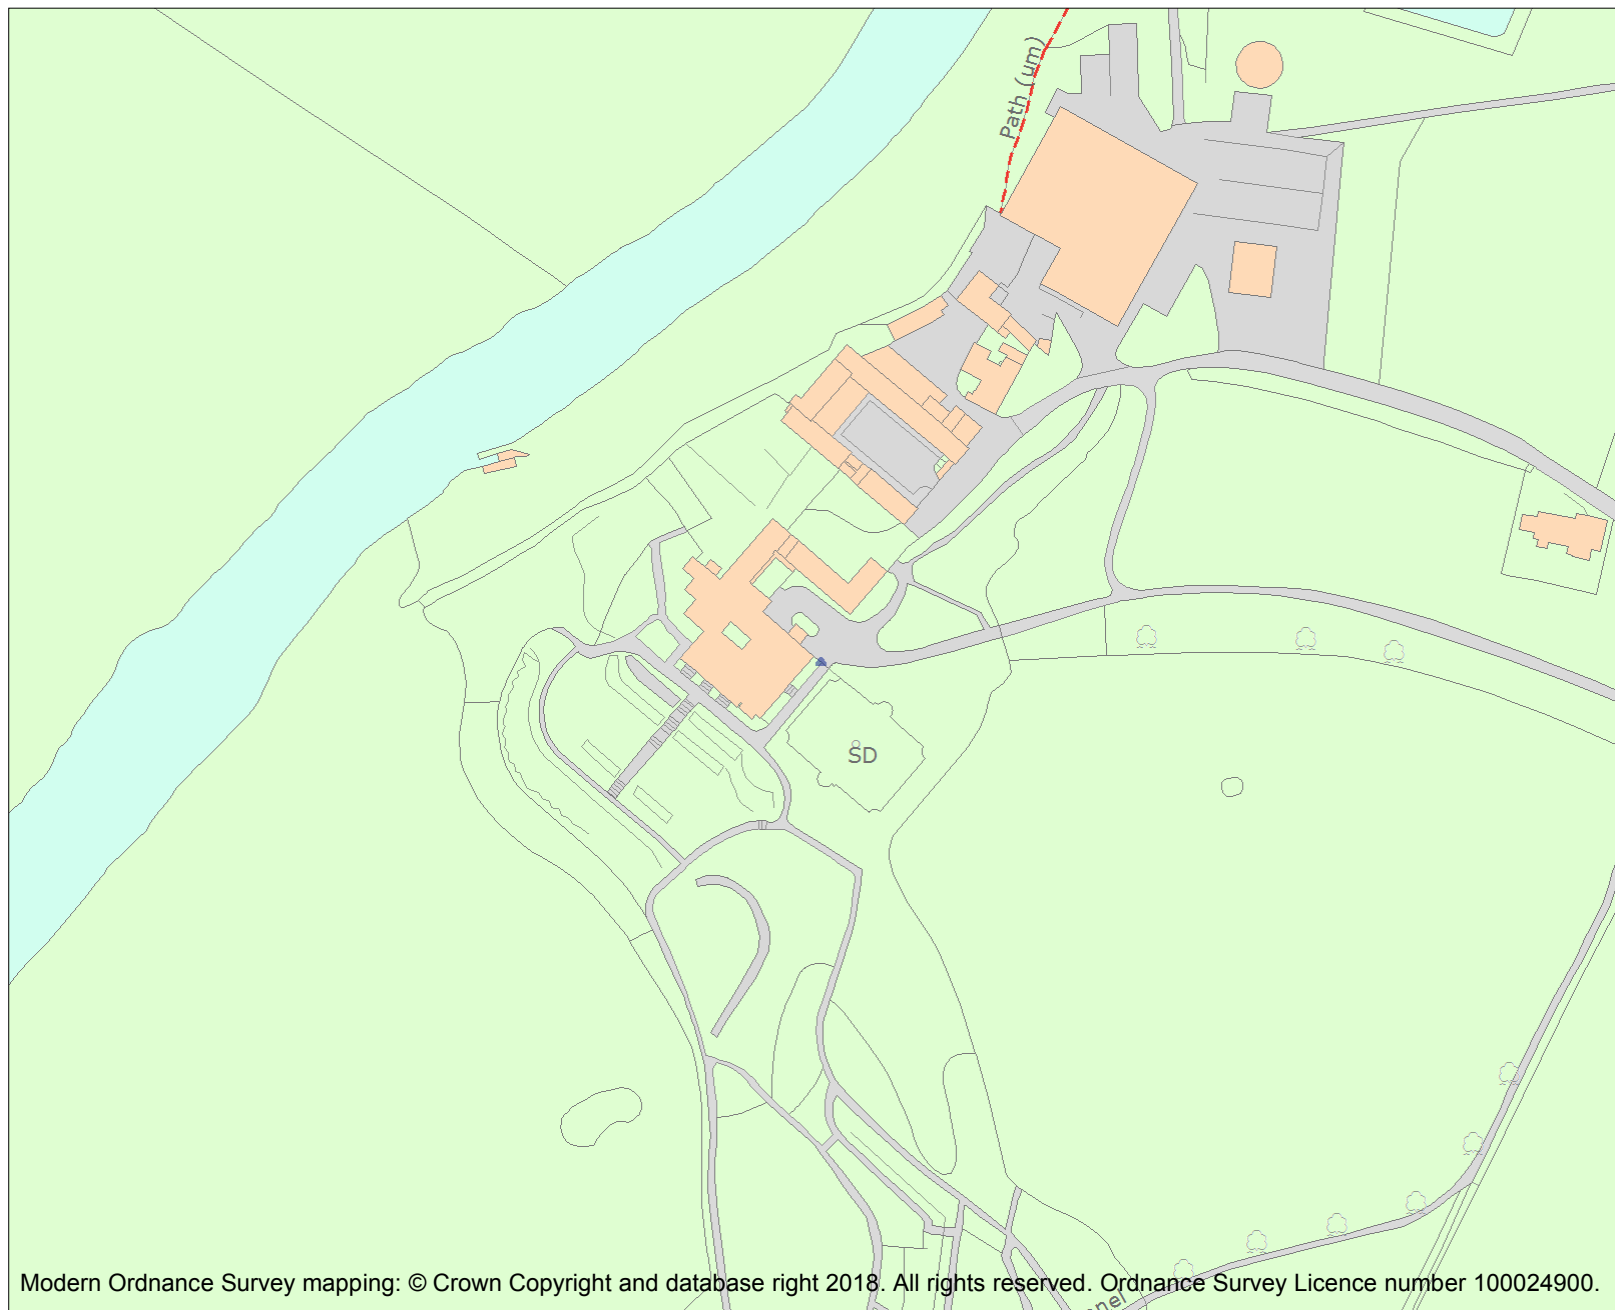 Path (um)
SD
Modern Ordnance Survey mapping: © Crown Copyright and database right 2018. All rights reserved. Ordnance Survey Licence number 100024900.